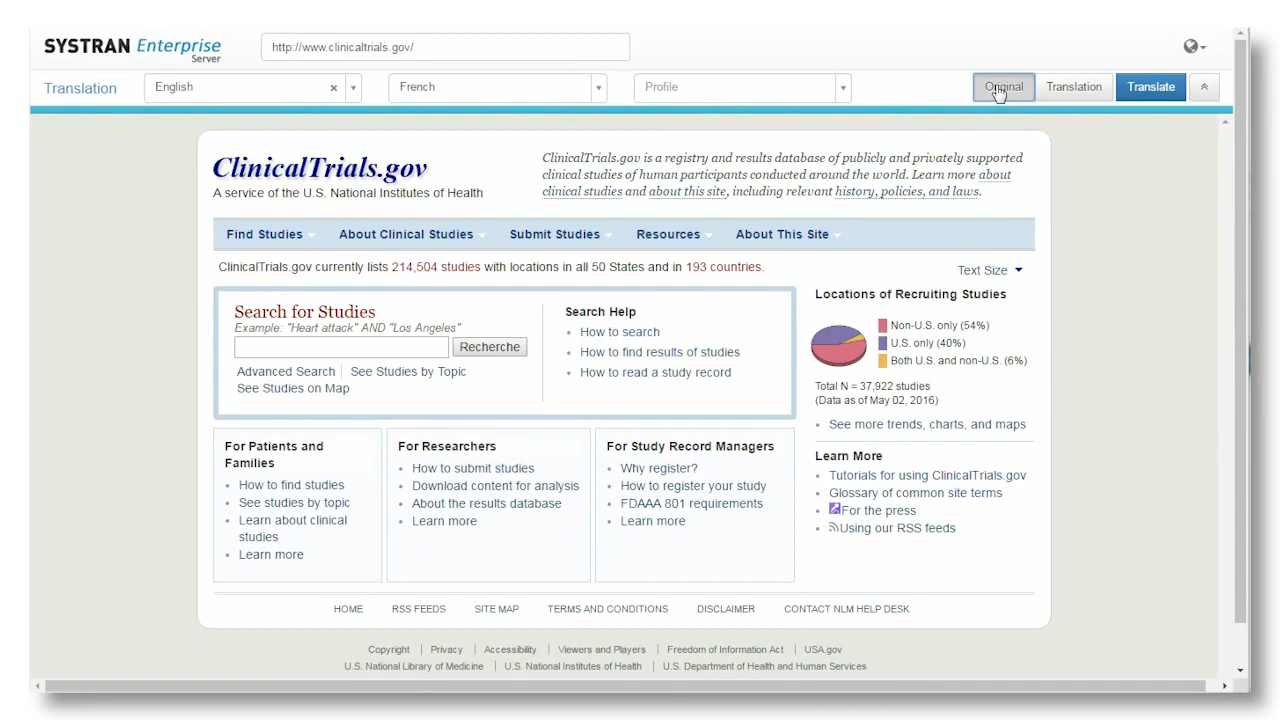 SYSTRAN Enterprise
Server
http://www.clinicaltrials.gov/
Translation
English
French
Profile
Original
Translation
Translate
ClinicalTrials.gov
A service of the U.S. National Institutes of Health
ClinicalTrials.gov is a registry and results database of publicly and privately supported
clinical studies of human participants conducted around the world. Learn more about
clinical studies and about this site, including relevant history, policies, and laws.
Find Studies
About Clinical Studies
Submit Studies
Resources
About This Site
ClinicalTrials.gov currently lists 214,504 studies with locations in all 50 States and in 193 countries.
Text Size
Search for Studies
Example: "Heart attack" AND "Los Angeles"
Recherche
Advanced Search
See Studies by Topic
See Studies on Map
Search Help
How to search
How to find results of studies
How to read a study record
Locations of Recruiting Studies
Non-U.S. only (54%)
U.S. only (40%)
Both U.S. and non-U.S. (6%)
Total N = 37,922 studies
(Data as of May 02, 2016)
See more trends, charts, and maps
Learn More
Tutorials for using ClinicalTrials.gov
Glossary of common site terms
For the press
Using our RSS feeds
For Patients and
Families
How to find studies
See studies by topic
Learn about clinical
studies
Learn more
For Researchers
How to submit studies
Download content for analysis
About the results database
Learn more
For Study Record Managers
Why register?
How to register your study
FDAAA 801 requirements
Learn more
HOME
RSS FEEDS
SITE MAP
TERMS AND CONDITIONS
DISCLAIMER
CONTACT NLM HELP DESK
Copyright
Privacy
Accessibility
Viewers and Players
Freedom of Information Act
USA.gov
U.S. National Library of Medicine
U.S. National Institutes of Health
U.S. Department of Health and Human Services